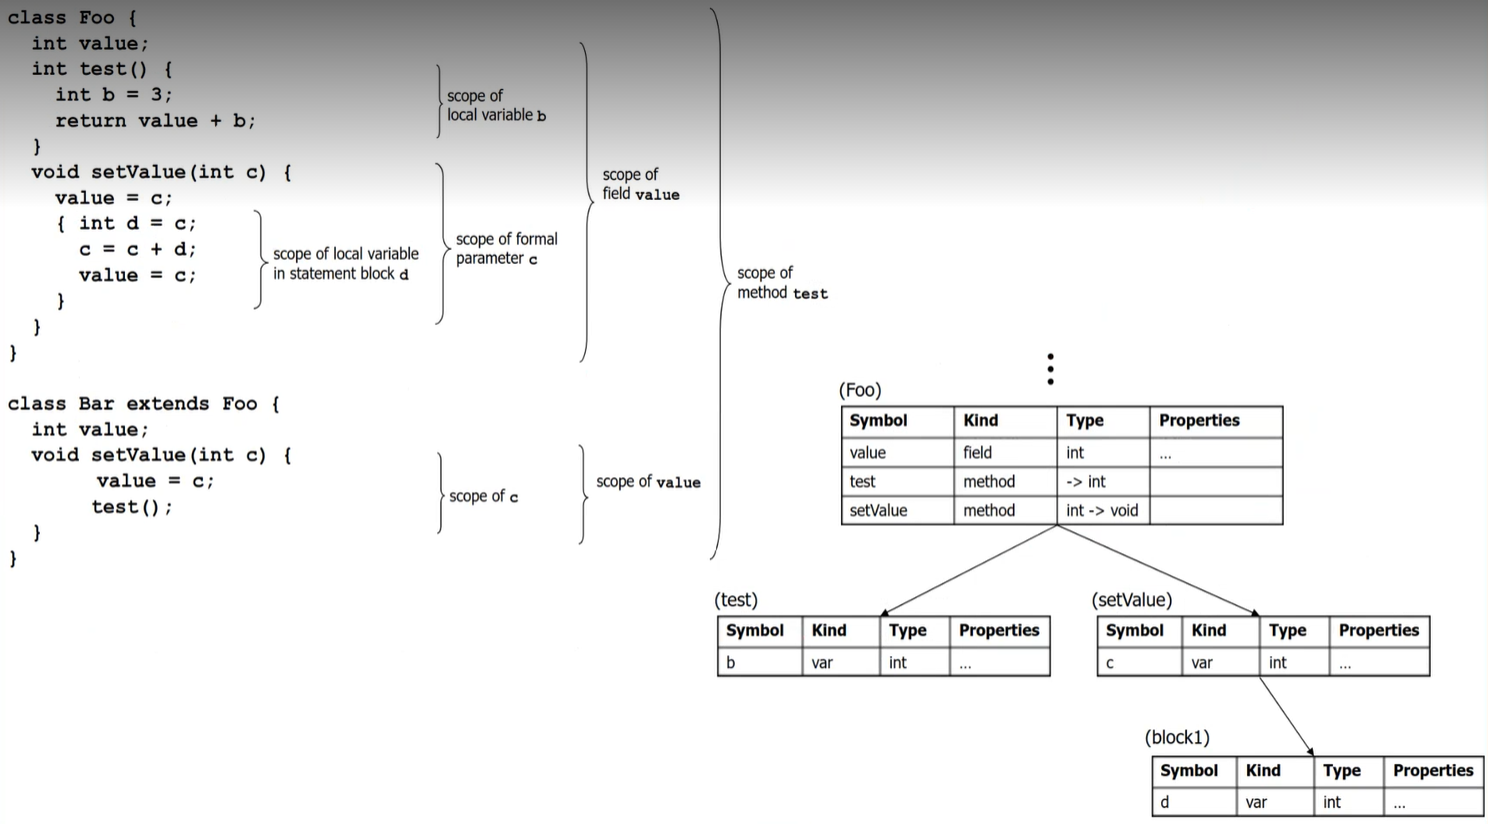 class Foo {
int value;
int test() {
int b = 3;
return value + b;
}
void setValue(int c) {
value = c;
{ int d = c;
c = c + d;
value = c;
}
}
}
class Bar extends Foo {
int value;
void setValue(int c) {
value = c;
test();
}
}
scope of
local variable b
scope of local variable
in statement block d
scope of formal
parameter c
scope of
field value
scope of
method test
scope of c
scope of value
(Foo)
Symbol Kind Type Properties
value field int ...
test method -> int
setValue method int -> void
(test)
Symbol Kind Type Properties
b var int ...
(setValue)
Symbol Kind Type Properties
c var int ...
(block1)
Symbol Kind Type Properties
d var int ...